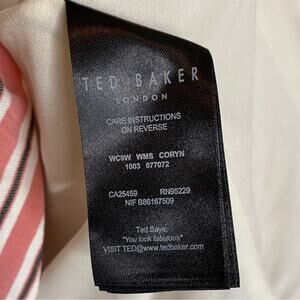 TED BAKER
LONDON
CARE INSTRUCTIONS
ON REVERSE
WC9W WMS CORYN
1003 077072
CA25459 RN95229
NIF B86167509
Ted Says,
"You look fabulous"
VISIT TED@www.tedbaker.com